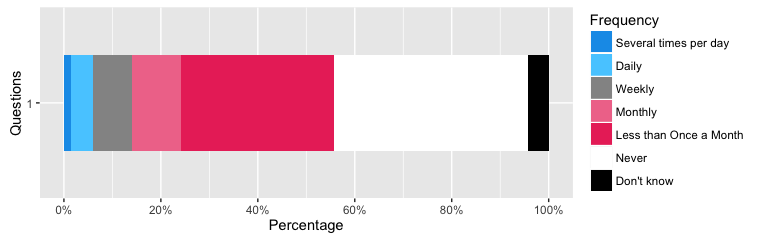 Frequency
Several times per day
Daily
Weekly
Monthly
Less than Once a Month
Never
Don't know
Questions
1
0%
20%
40%
60%
80%
100%
Percentage